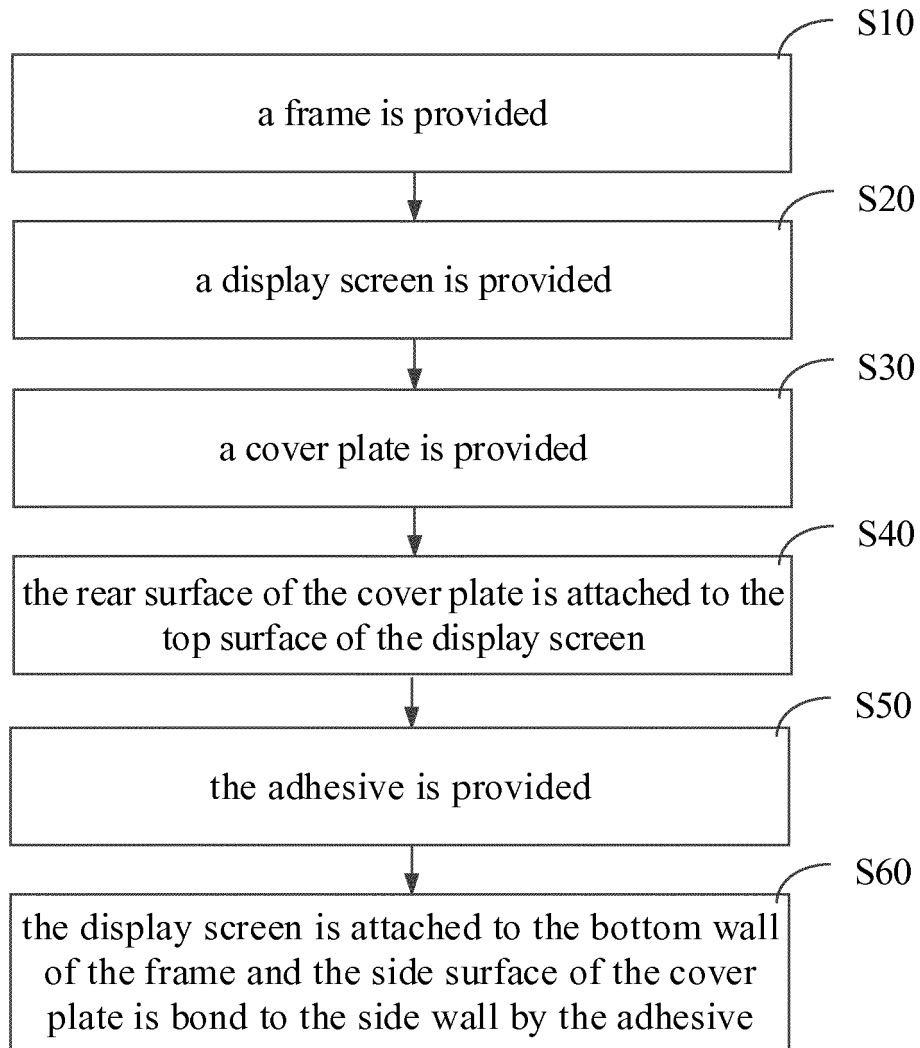 S10
a frame is provided
S20
a display screen is provided
S30
a cover plate is provided
S40
the rear surface of the cover plate is attached to the
top surface of the display screen
S50
the adhesive is provided
S60
the display screen is attached to the bottom wall
of the frame and the side surface of the cover
plate is bond to the side wall by the adhesive